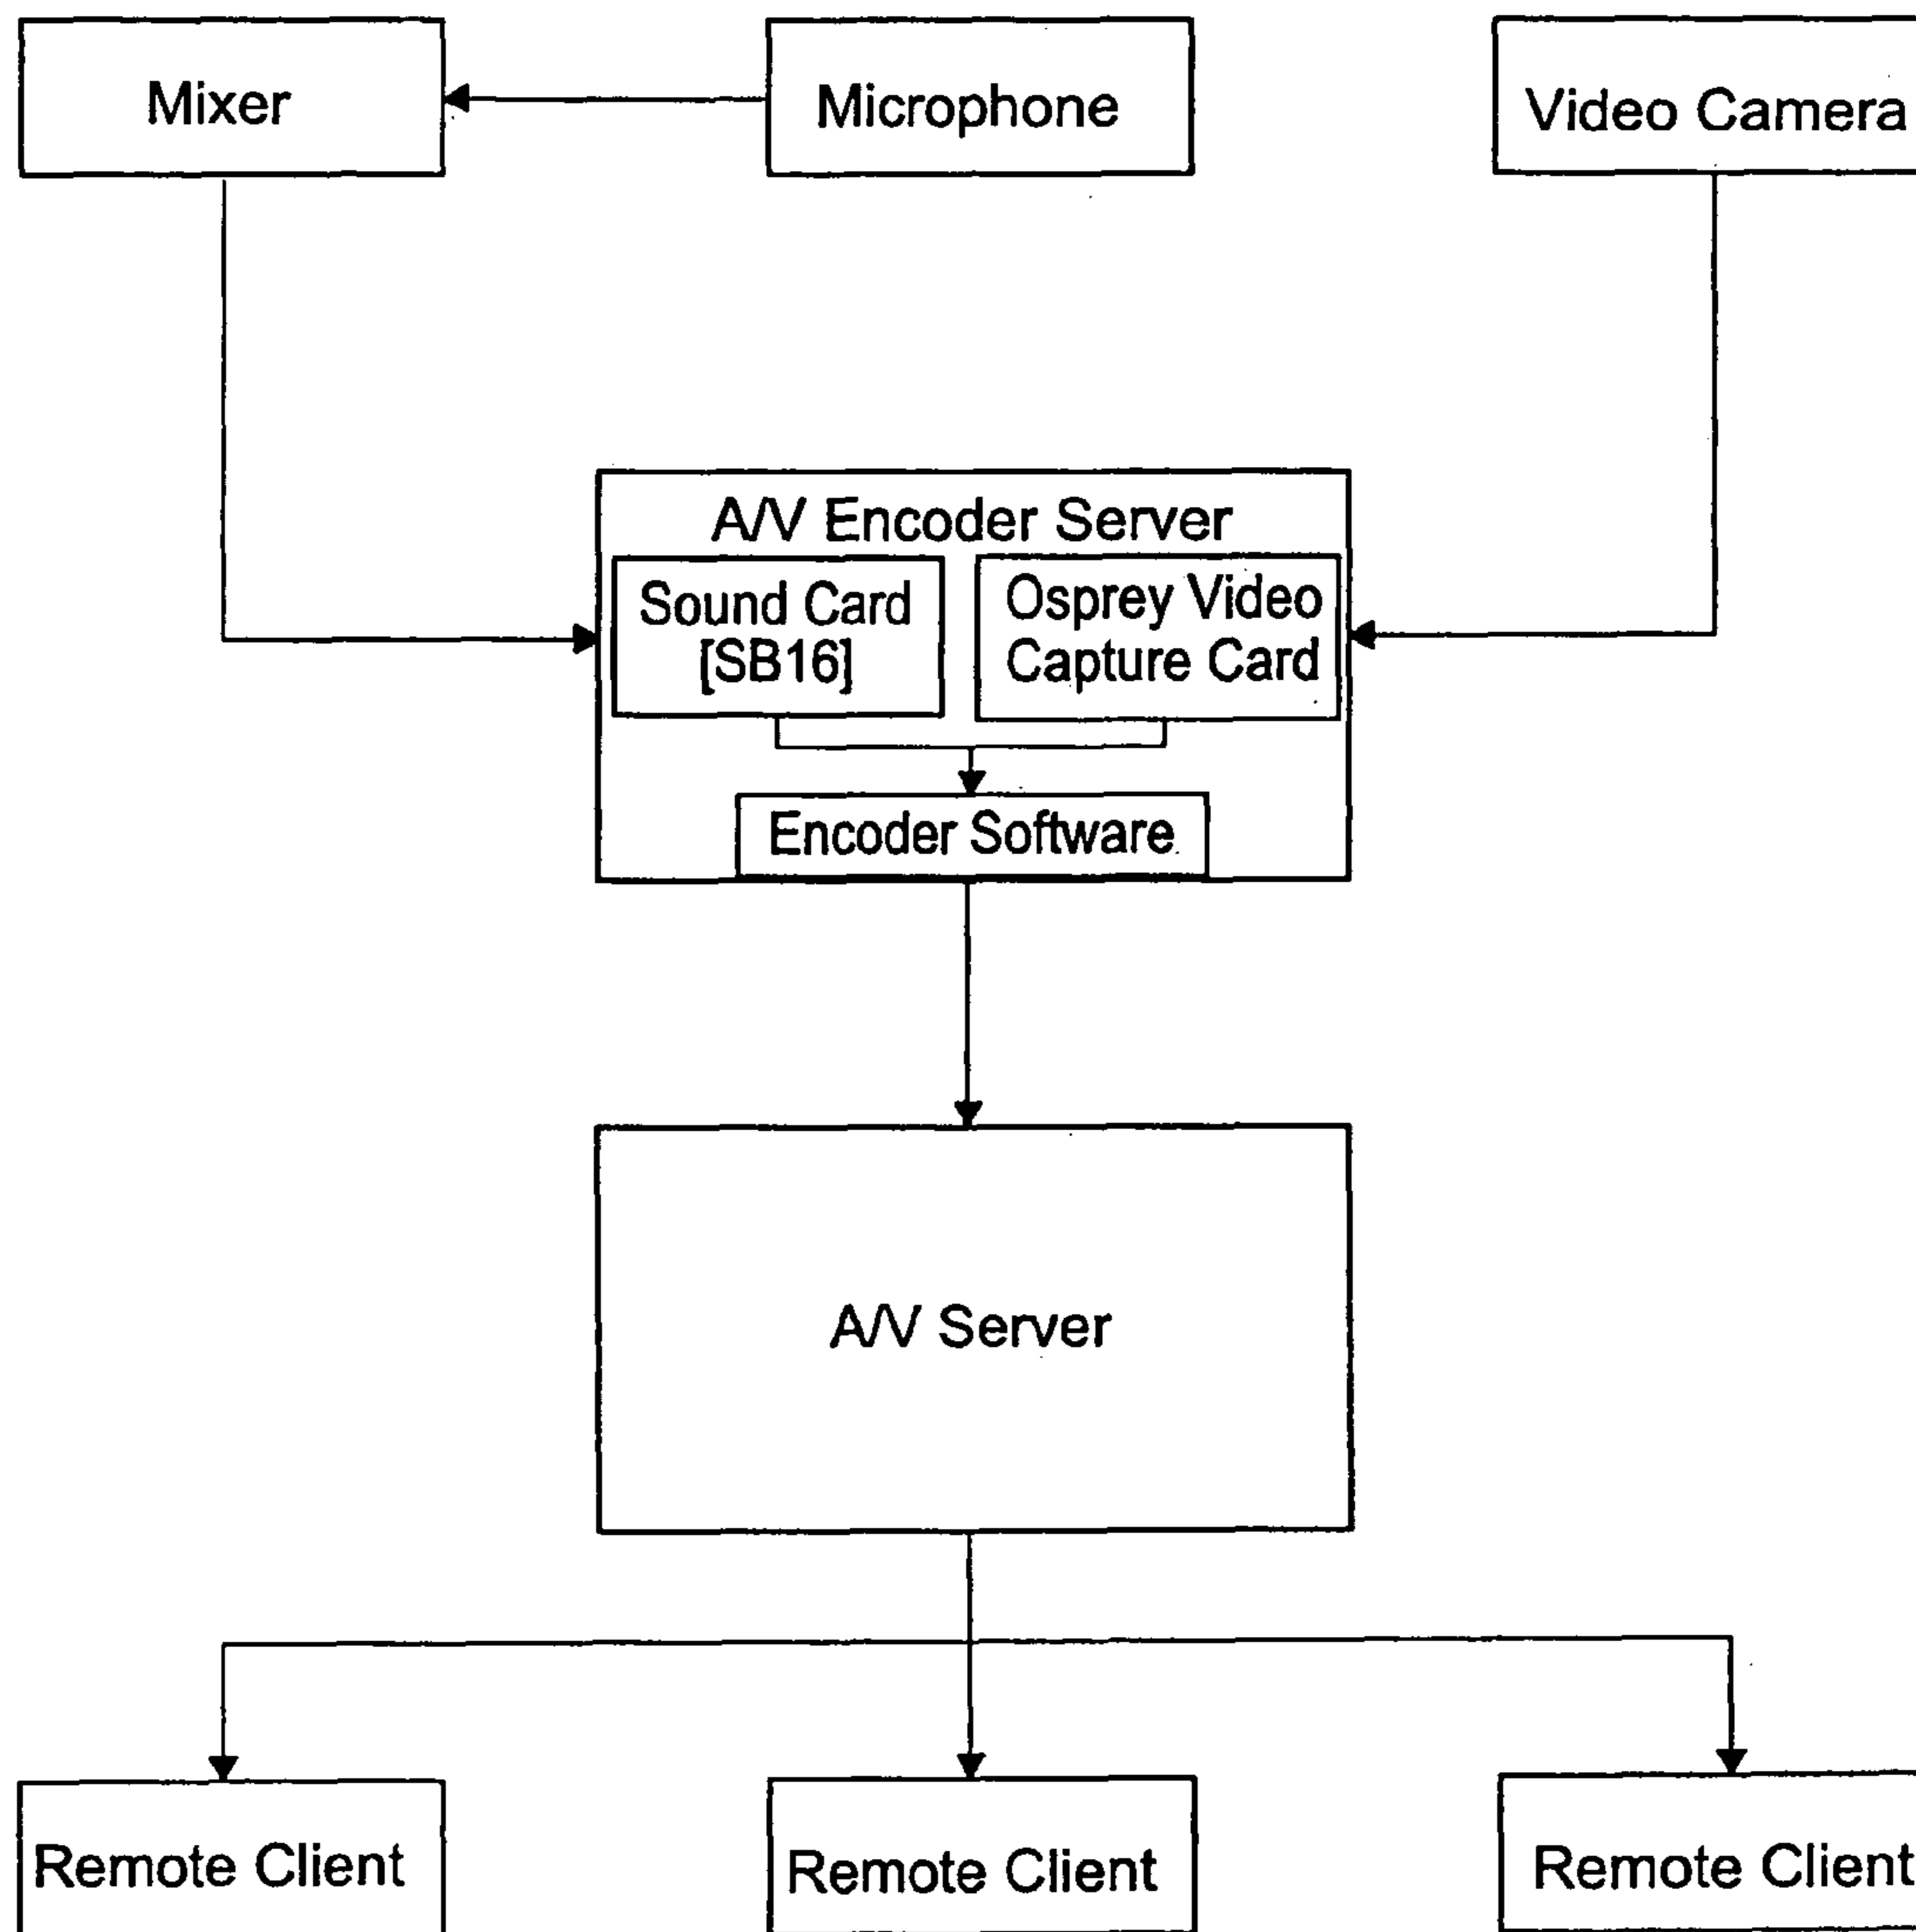 Mixer
Microphone
Video Camera
A/V Encoder Server
Sound Card
[SB16]
Osprey Video
Capture Card
Encoder Software
A/V Server
Remote Client
Remote Client
Remote Client